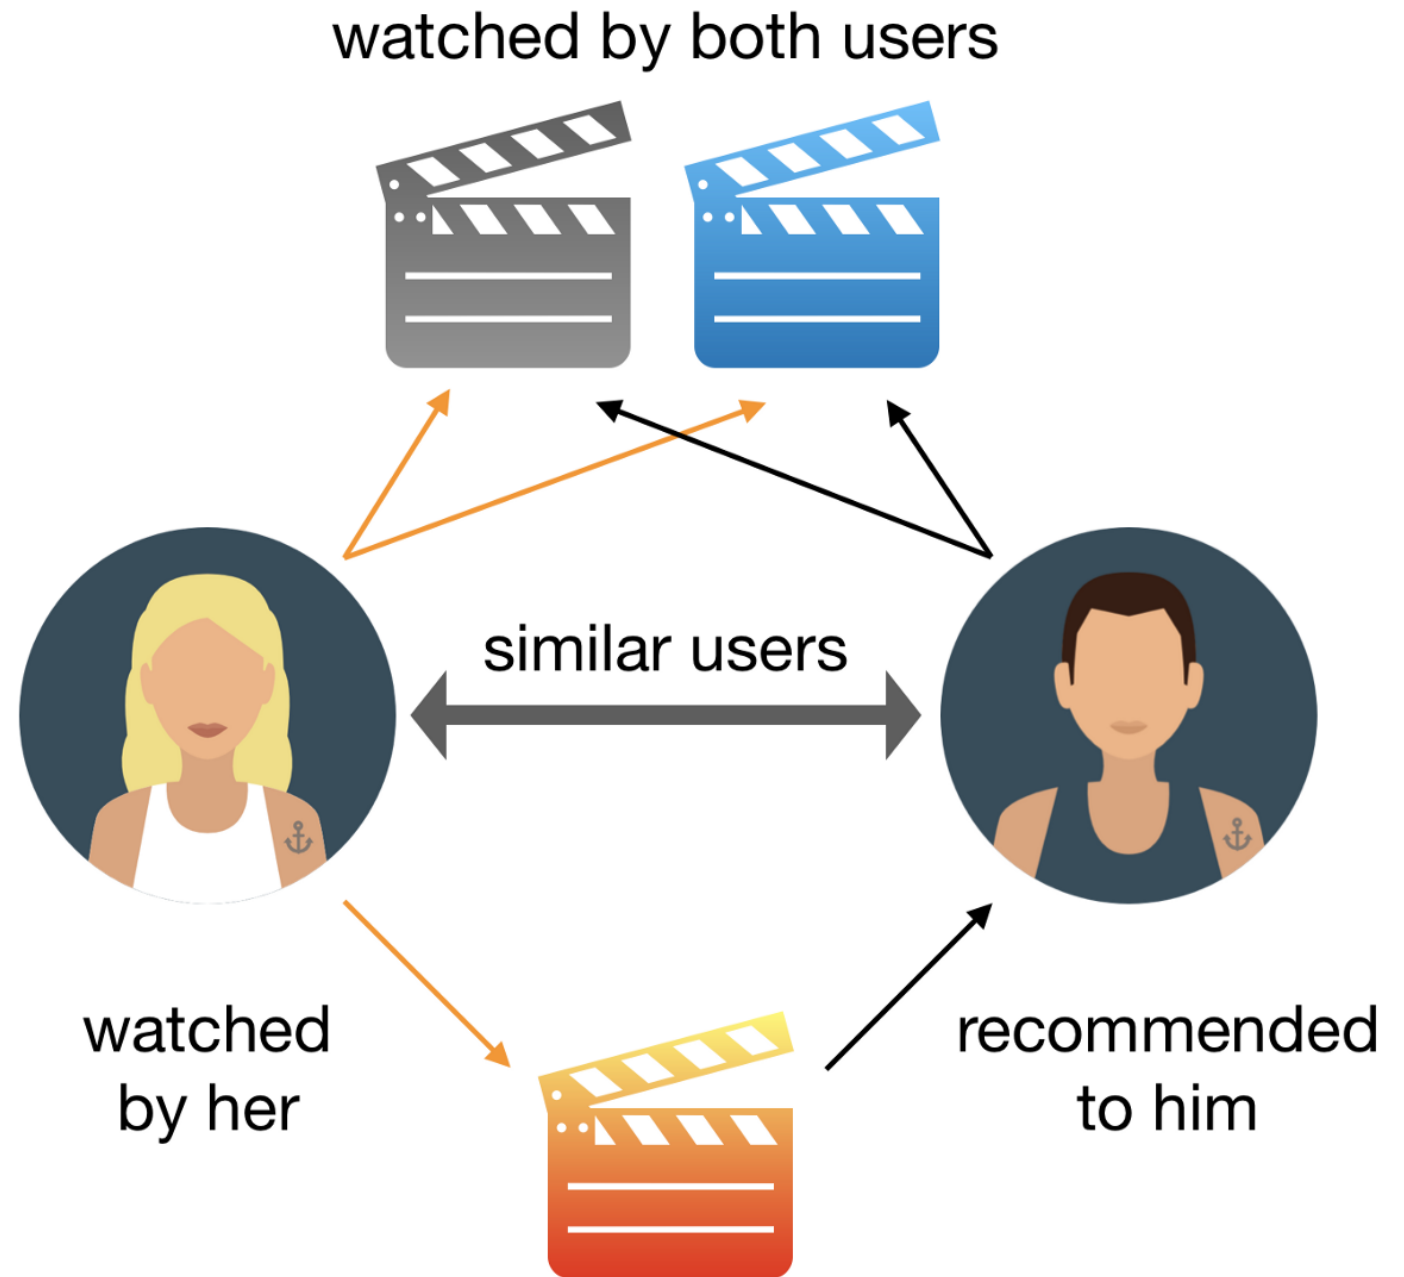 watched by both users
similar users
watched
by her
recommended
to him